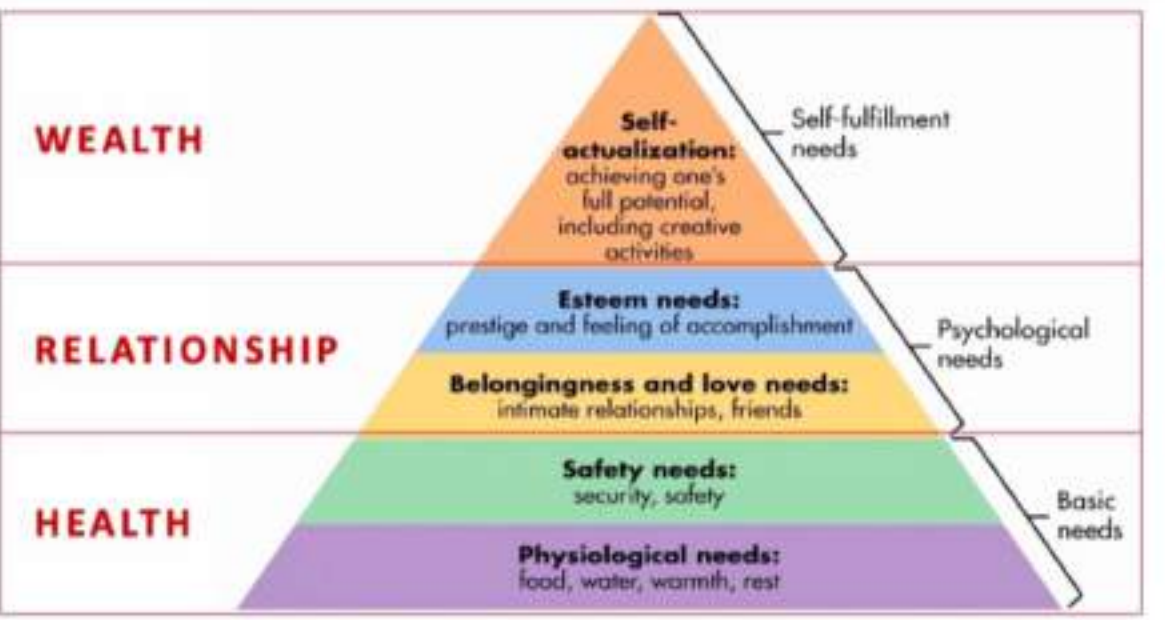 WEALTH
Self-
actualization:
achieving one's
full potential,
including creative
activities
Self-fulfillment
needs
RELATIONSHIP
Esteem needs:
prestige and feeling of accomplishment
Belongingness and love needs:
intimate relationships, friends
Psychological
needs
HEALTH
Safety needs:
security, safety
Physiological needs:
food, water, warmth, rest
Basic
needs